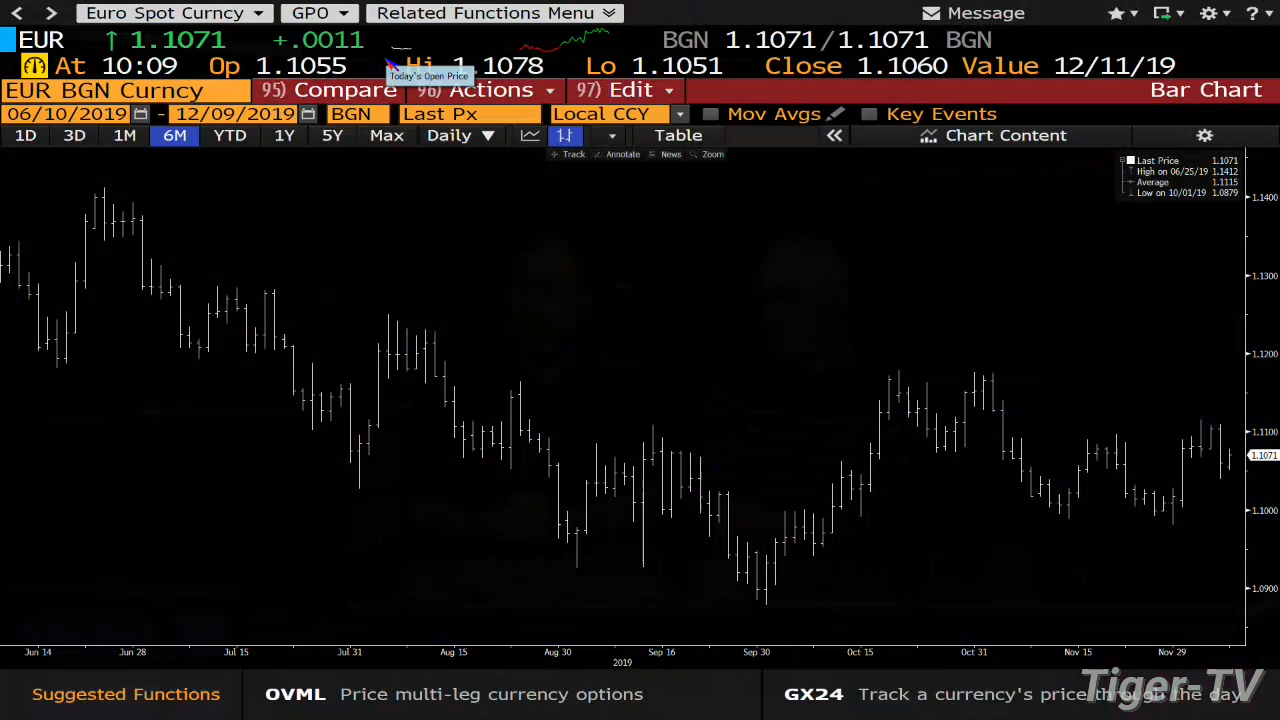 Euro Spot Curncy GPO Related Functions Menu Message
EUR ↑ 1.1071 +.0011 BGN 1.1071/1.1071 BGN
At 10:09 Op 1.1055 Hi 1.1078 Lo 1.1051 Close 1.1060 Value 12/11/19
Today's Open Price
EUR BGN Curncy 95) Compare 96) Actions 97) Edit Bar Chart
06/10/2019 - 12/09/2019 BGN Last Px Local CCY Mov Avgs Key Events
1D 3D 1M 6M YTD 1Y 5Y Max Daily ▼ Table « Chart Content
Track Annotate News Zoom
Last Price 1.1071
High on 06/25/19 1.1412
Average 1.1115
Low on 10/01/19 1.0879
1.1400
1.1300
1.1200
1.1100
1.1071
1.1000
1.0900
Jun 14 Jun 28 Jul 15 Jul 31 Aug 15 Aug 30 Sep 16 Sep 30 Oct 15 Oct 31 Nov 15 Nov 29
2019
Suggested Functions OVML Price multi-leg currency options GX24 Track a currency's price through the day
Tiger-TV